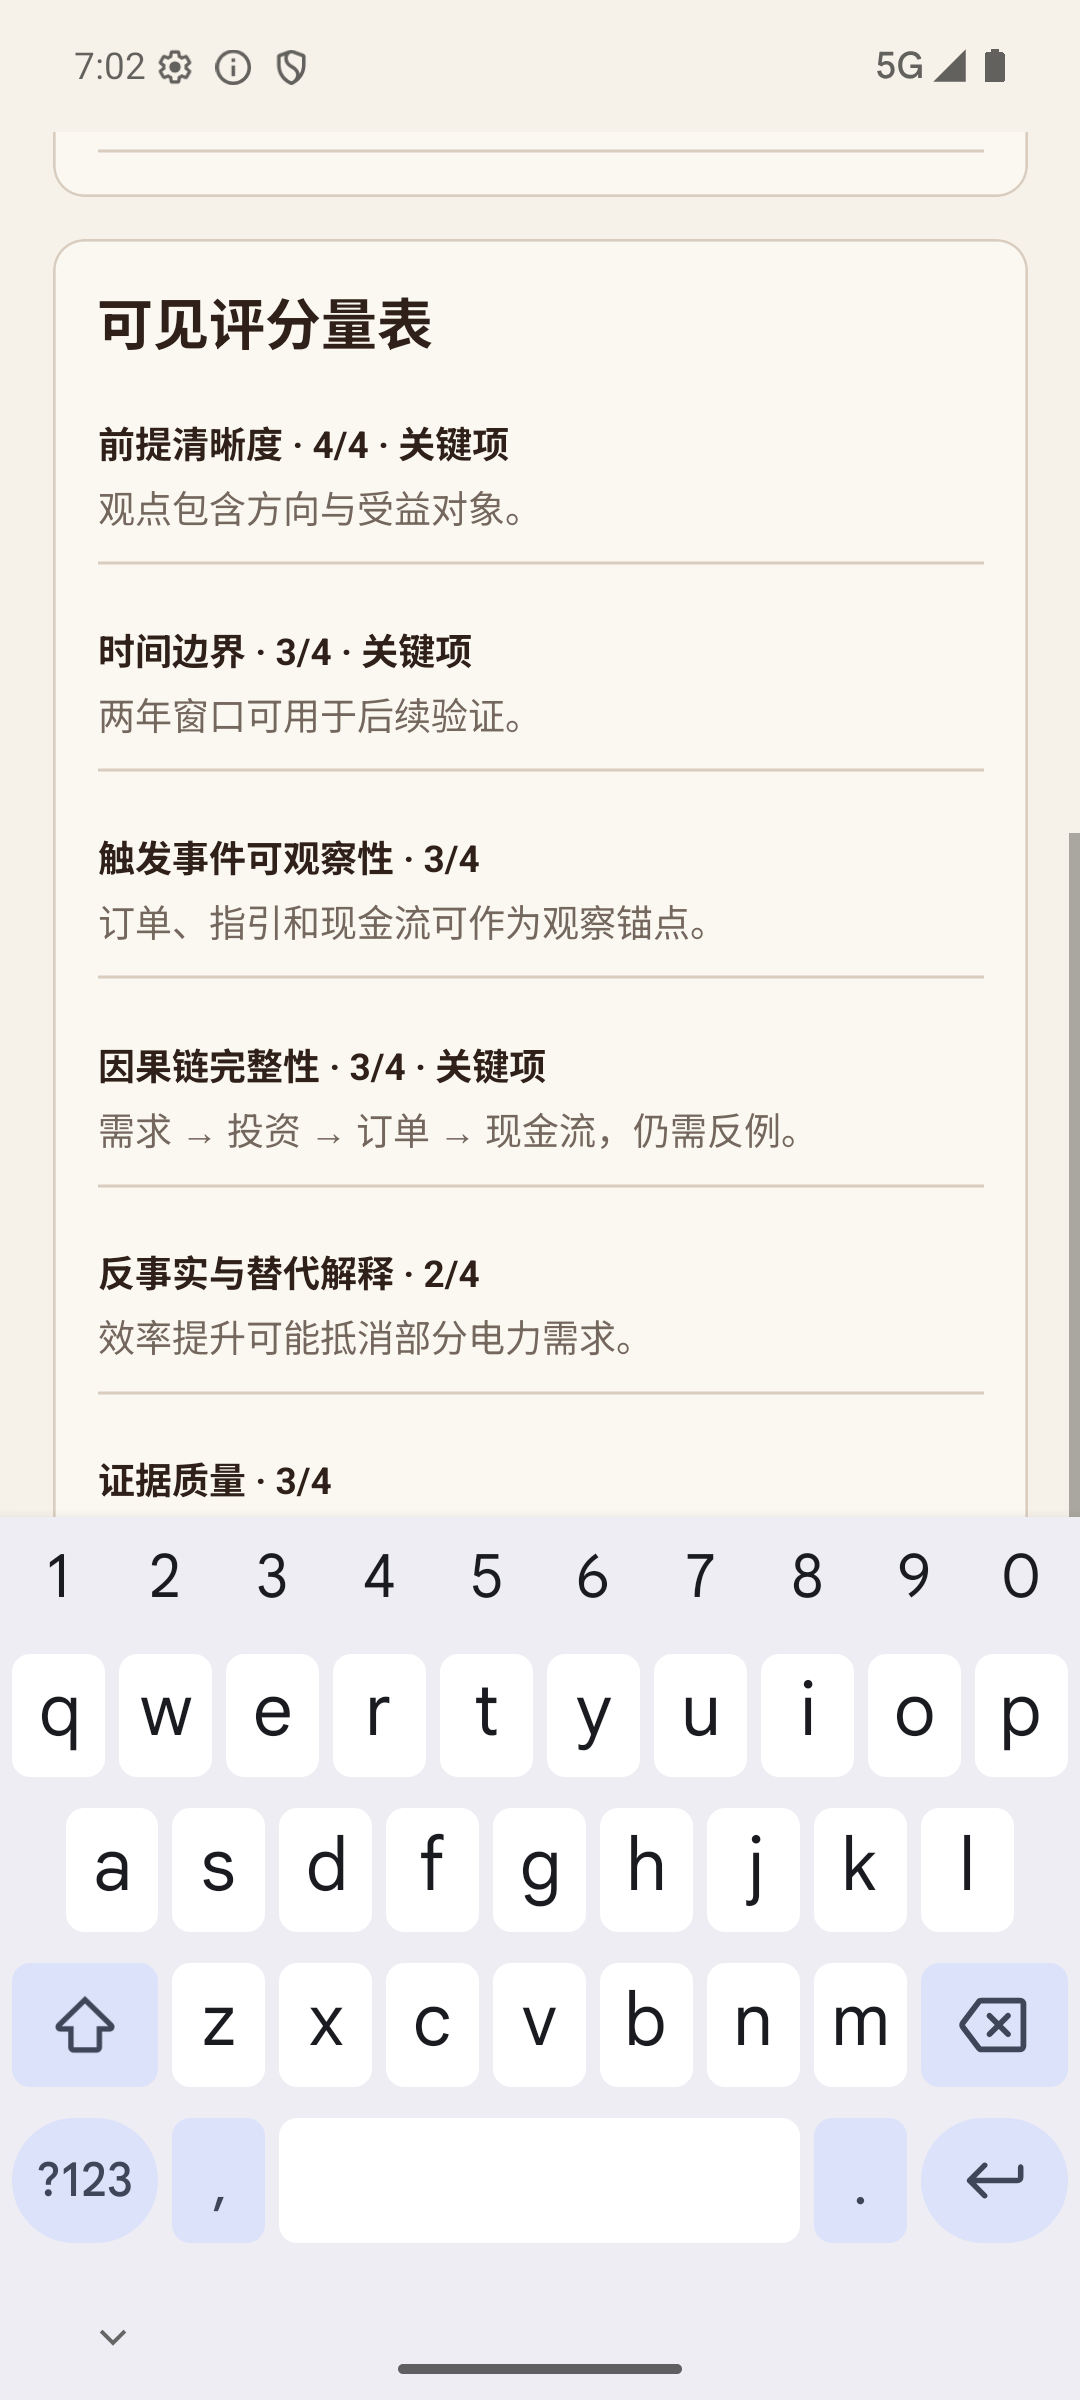 7:02
5G
可见评分量表
前提清晰度 · 4/4 · 关键项
观点包含方向与受益对象。
时间边界 · 3/4 · 关键项
两年窗口可用于后续验证。
触发事件可观察性 · 3/4
订单、指引和现金流可作为观察锚点。
因果链完整性 · 3/4 · 关键项
需求 → 投资 → 订单 → 现金流，仍需反例。
反事实与替代解释 · 2/4
效率提升可能抵消部分电力需求。
证据质量 · 3/4
1 2 3 4 5 6 7 8 9 0
q w e r t y u i o p
a s d f g h j k l
z x c v b n m
?123 , .